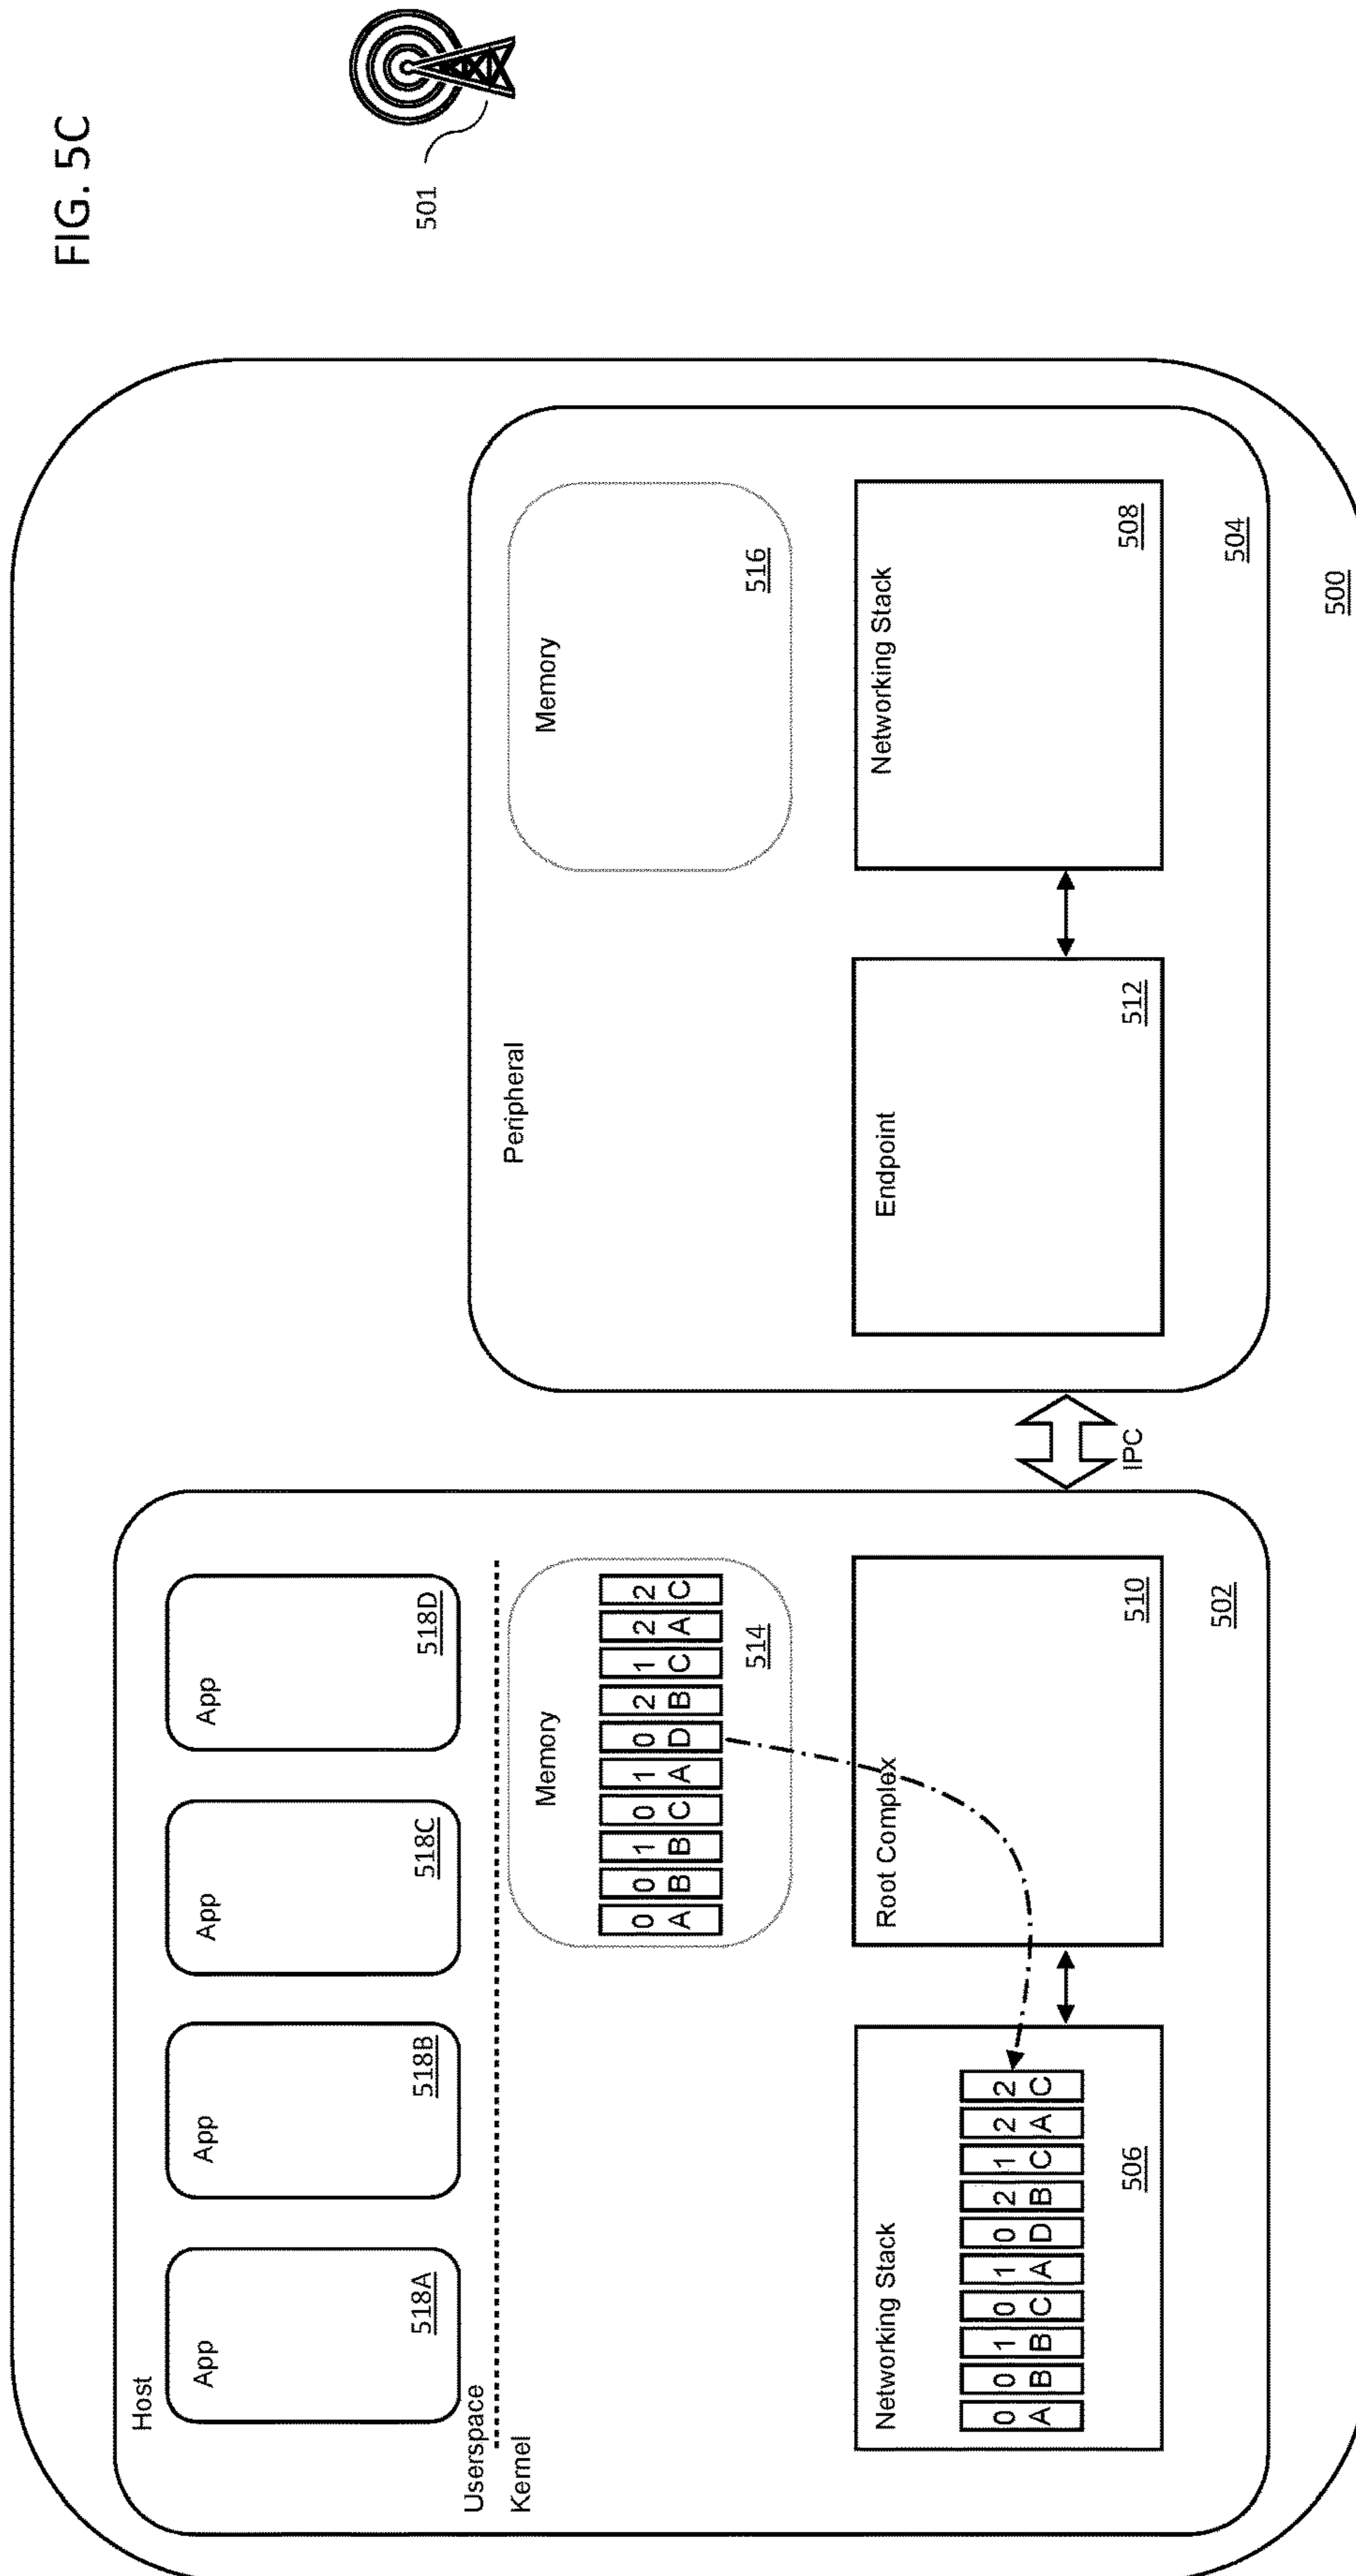 FIG. 5C
501
Host
App
518A
App
518B
App
518C
App
518D
Userspace
Kernel
Memory
0 0 1 0 1 0 2 1 2 2
A B B C A D B C A C
514
Networking Stack
0 0 1 0 1 0 2 1 2 2
A B B C A D B C A C
506
Root Complex
510
502
IPC
Peripheral
Memory
516
Endpoint
512
Networking Stack
508
504
500